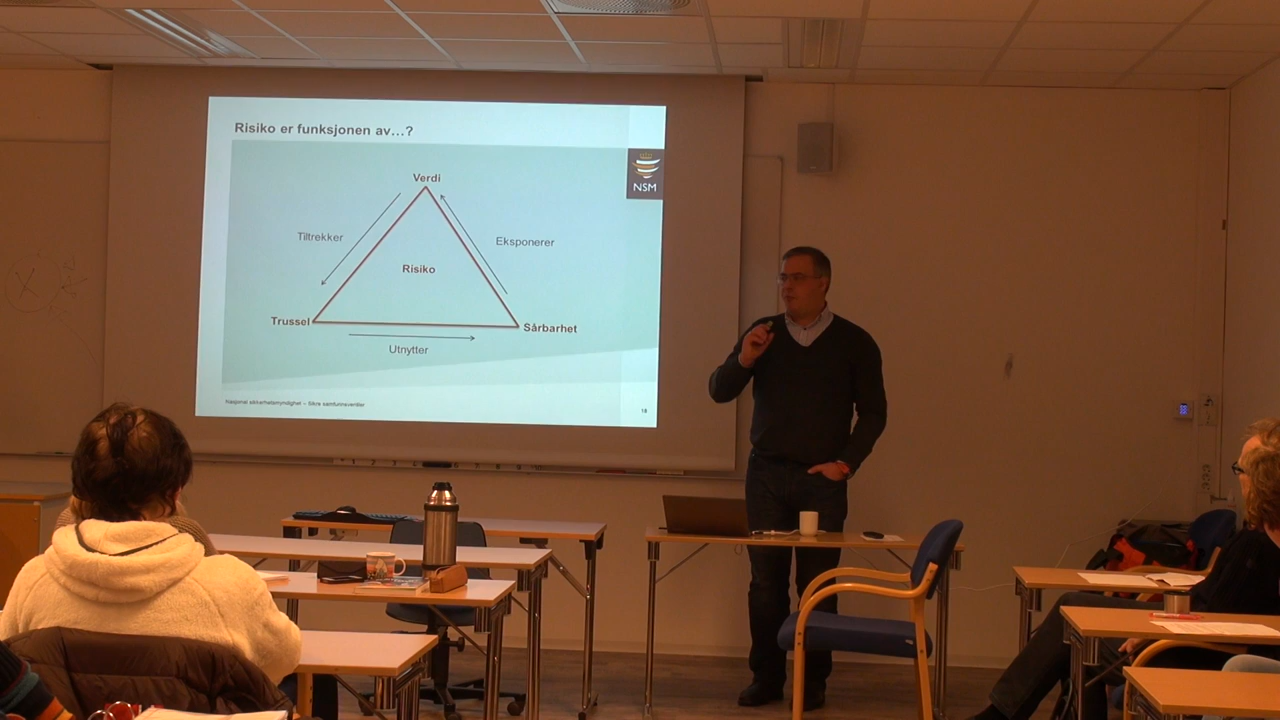 Risiko er funksjonen av…?
NSM
Verdi
Tiltrekker
Eksponerer
Risiko
Trussel
Sårbarhet
Utnytter
Nasjonal sikkerhetsmyndighet – Sikre samfunnsverdier
18